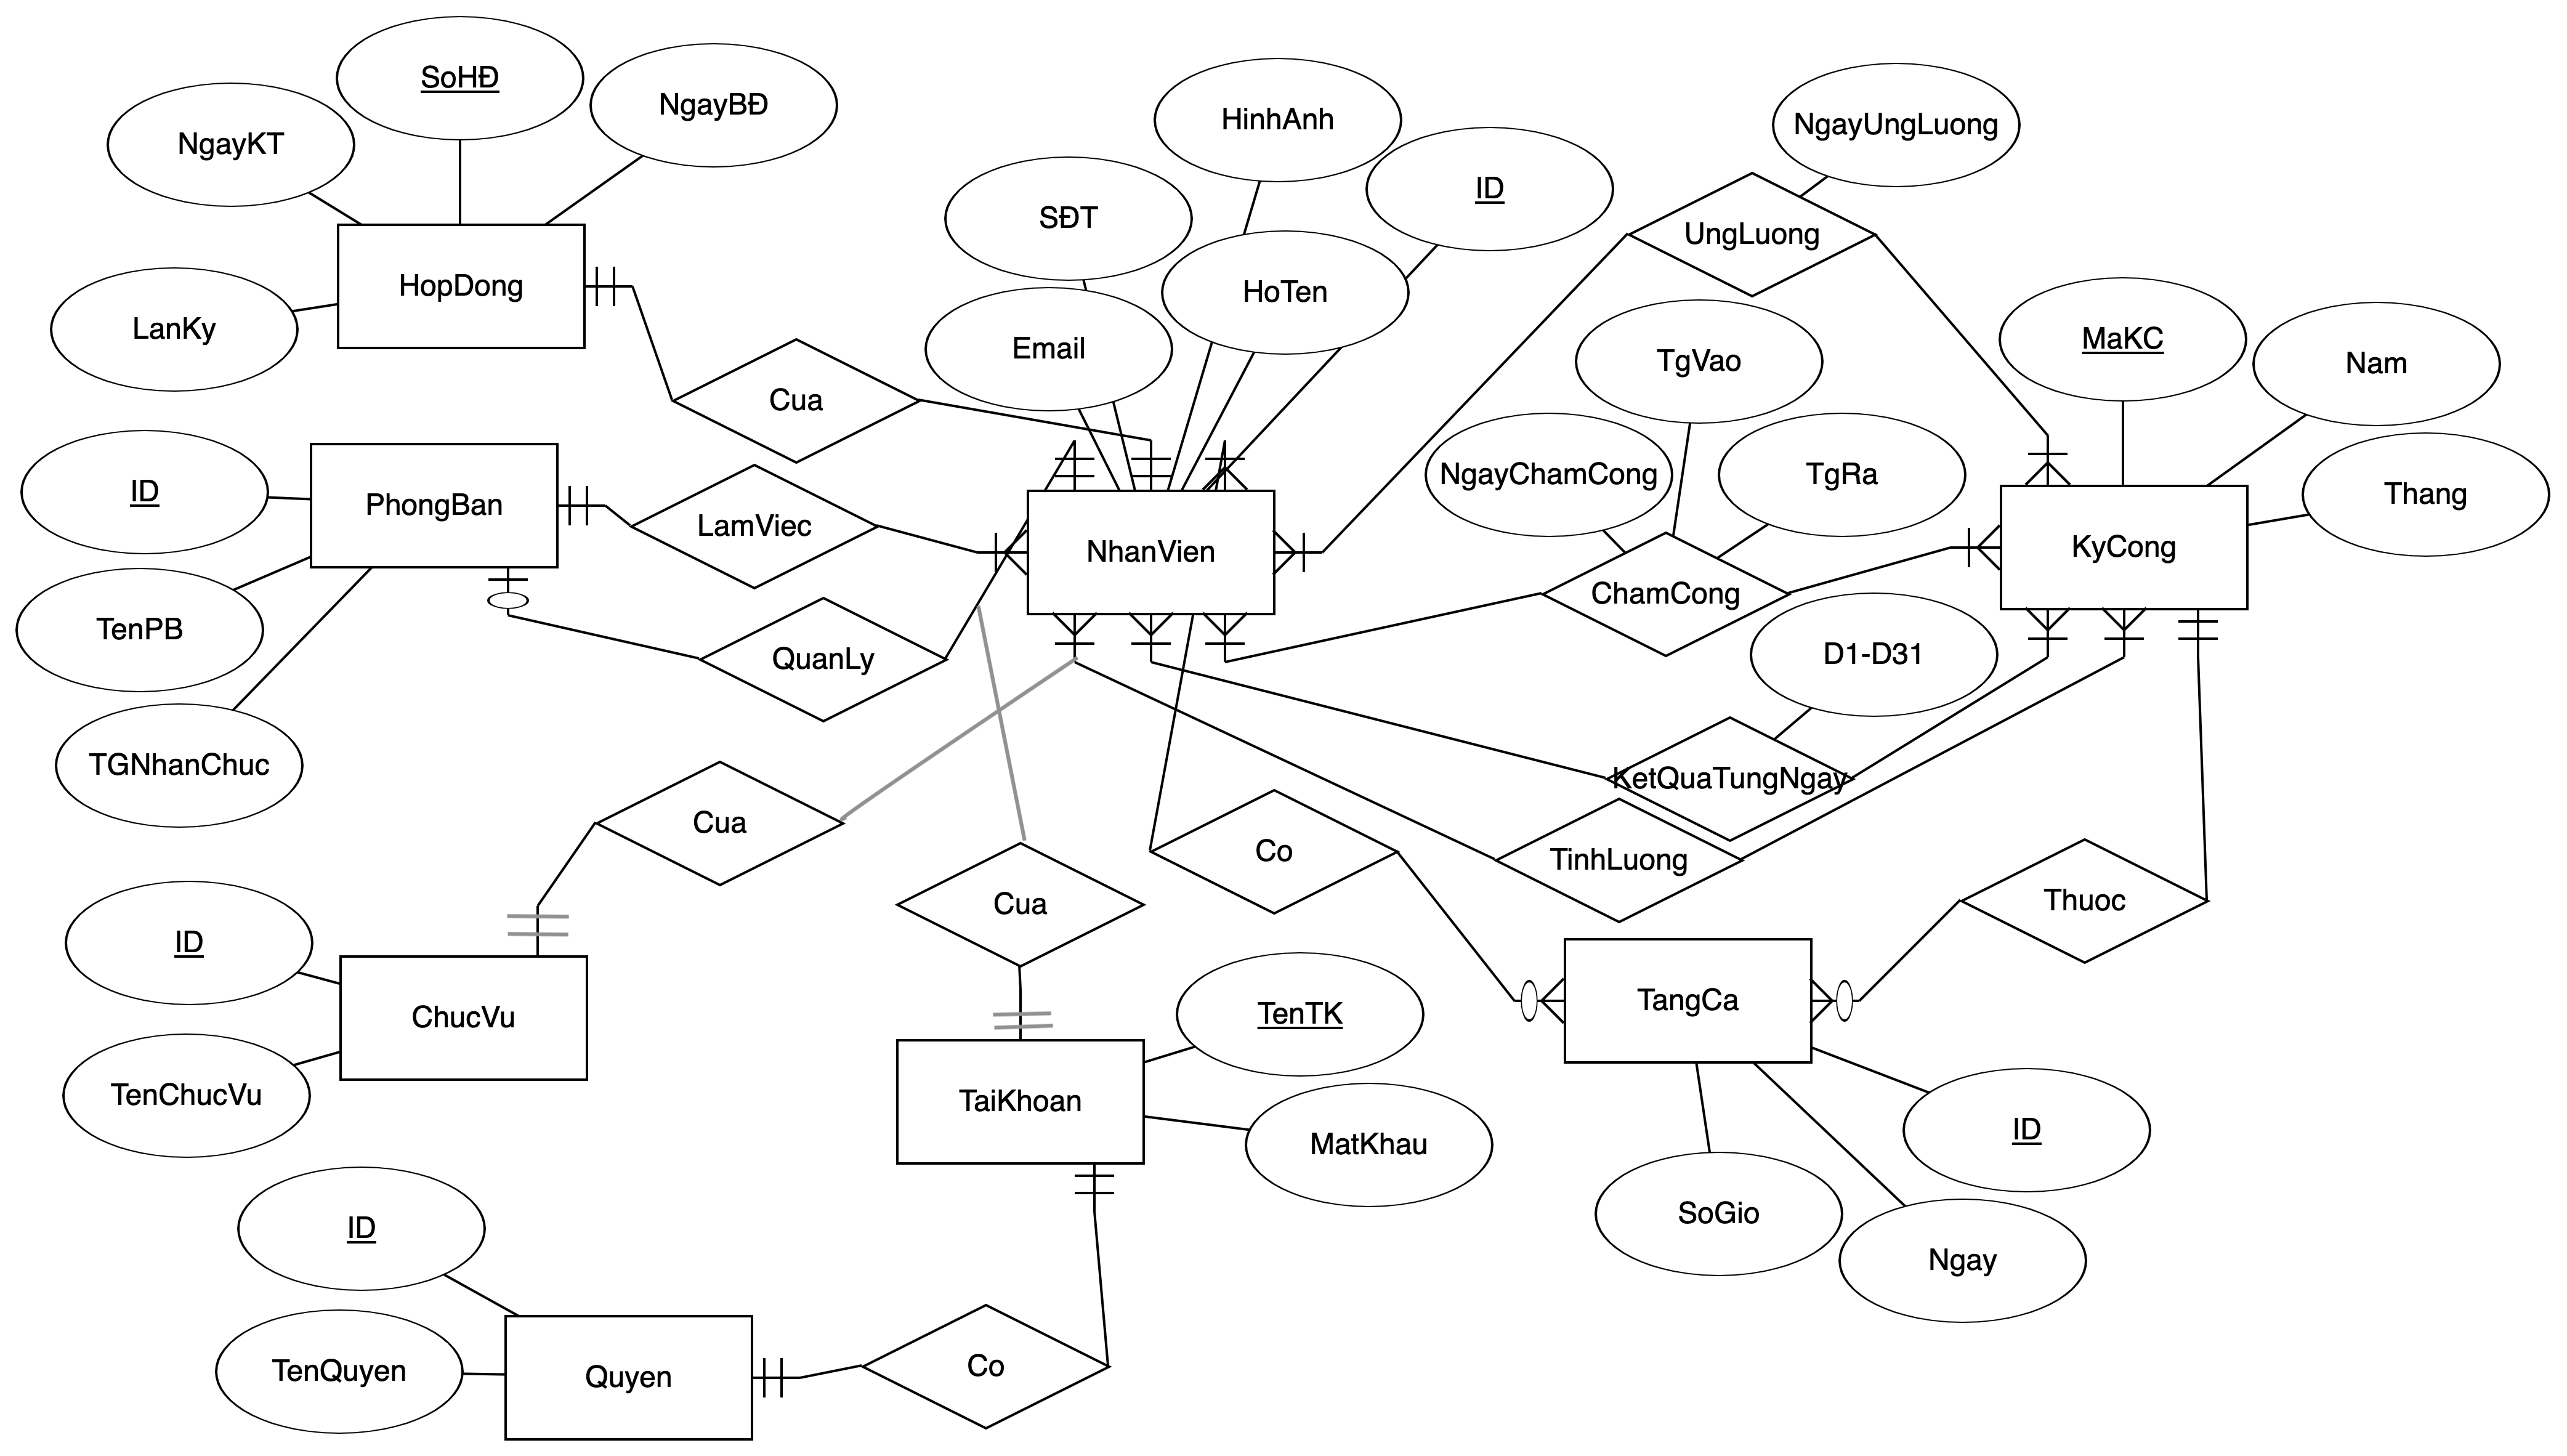 SoHĐ
NgayBĐ
NgayKT
HopDong
LanKy
Cua
HinhAnh
ID
SĐT
HoTen
Email
NgayUngLuong
UngLuong
MaKC
Nam
Thang
KyCong
TgVao
NgayChamCong
TgRa
ChamCong
ID
PhongBan
TenPB
TGNhanChuc
LamViec
QuanLy
NhanVien
D1-D31
KetQuaTungNgay
TinhLuong
Co
Thuoc
Cua
Cua
ID
ChucVu
TenChucVu
TenTK
TaiKhoan
MatKhau
TangCa
ID
SoGio
Ngay
ID
TenQuyen
Quyen
Co